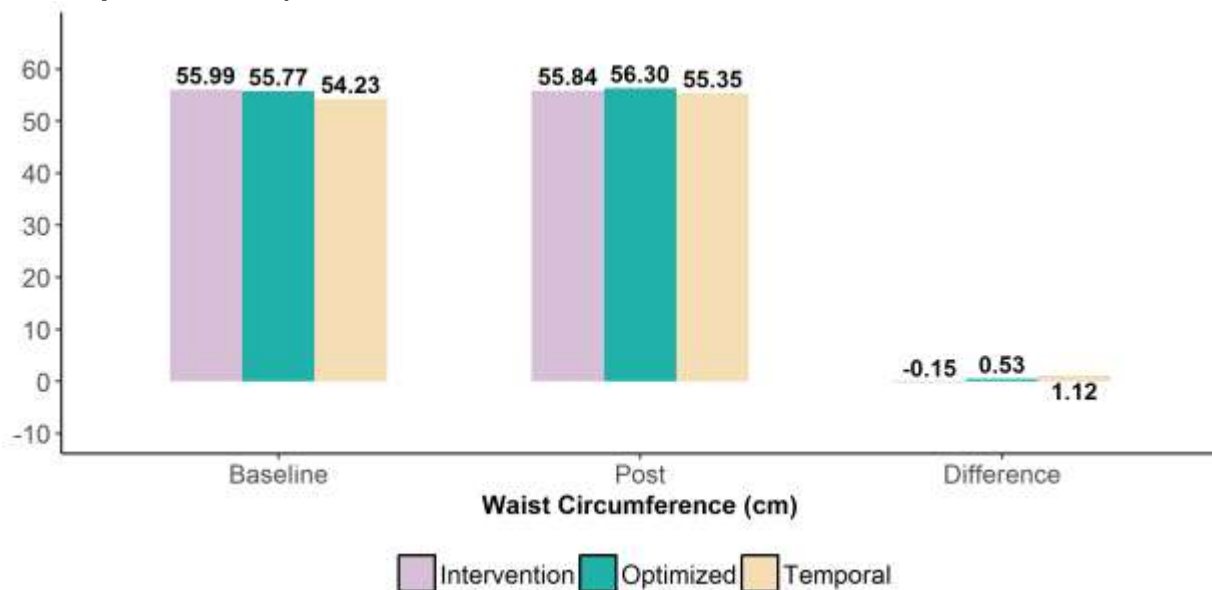 60
55.99 55.77 54.23 55.84 56.30 55.35
50
40
30
20
10
-0.15 0.53
0
1.12
-10
Baseline Post Difference
Waist Circumference (cm)
Intervention Optimized Temporal